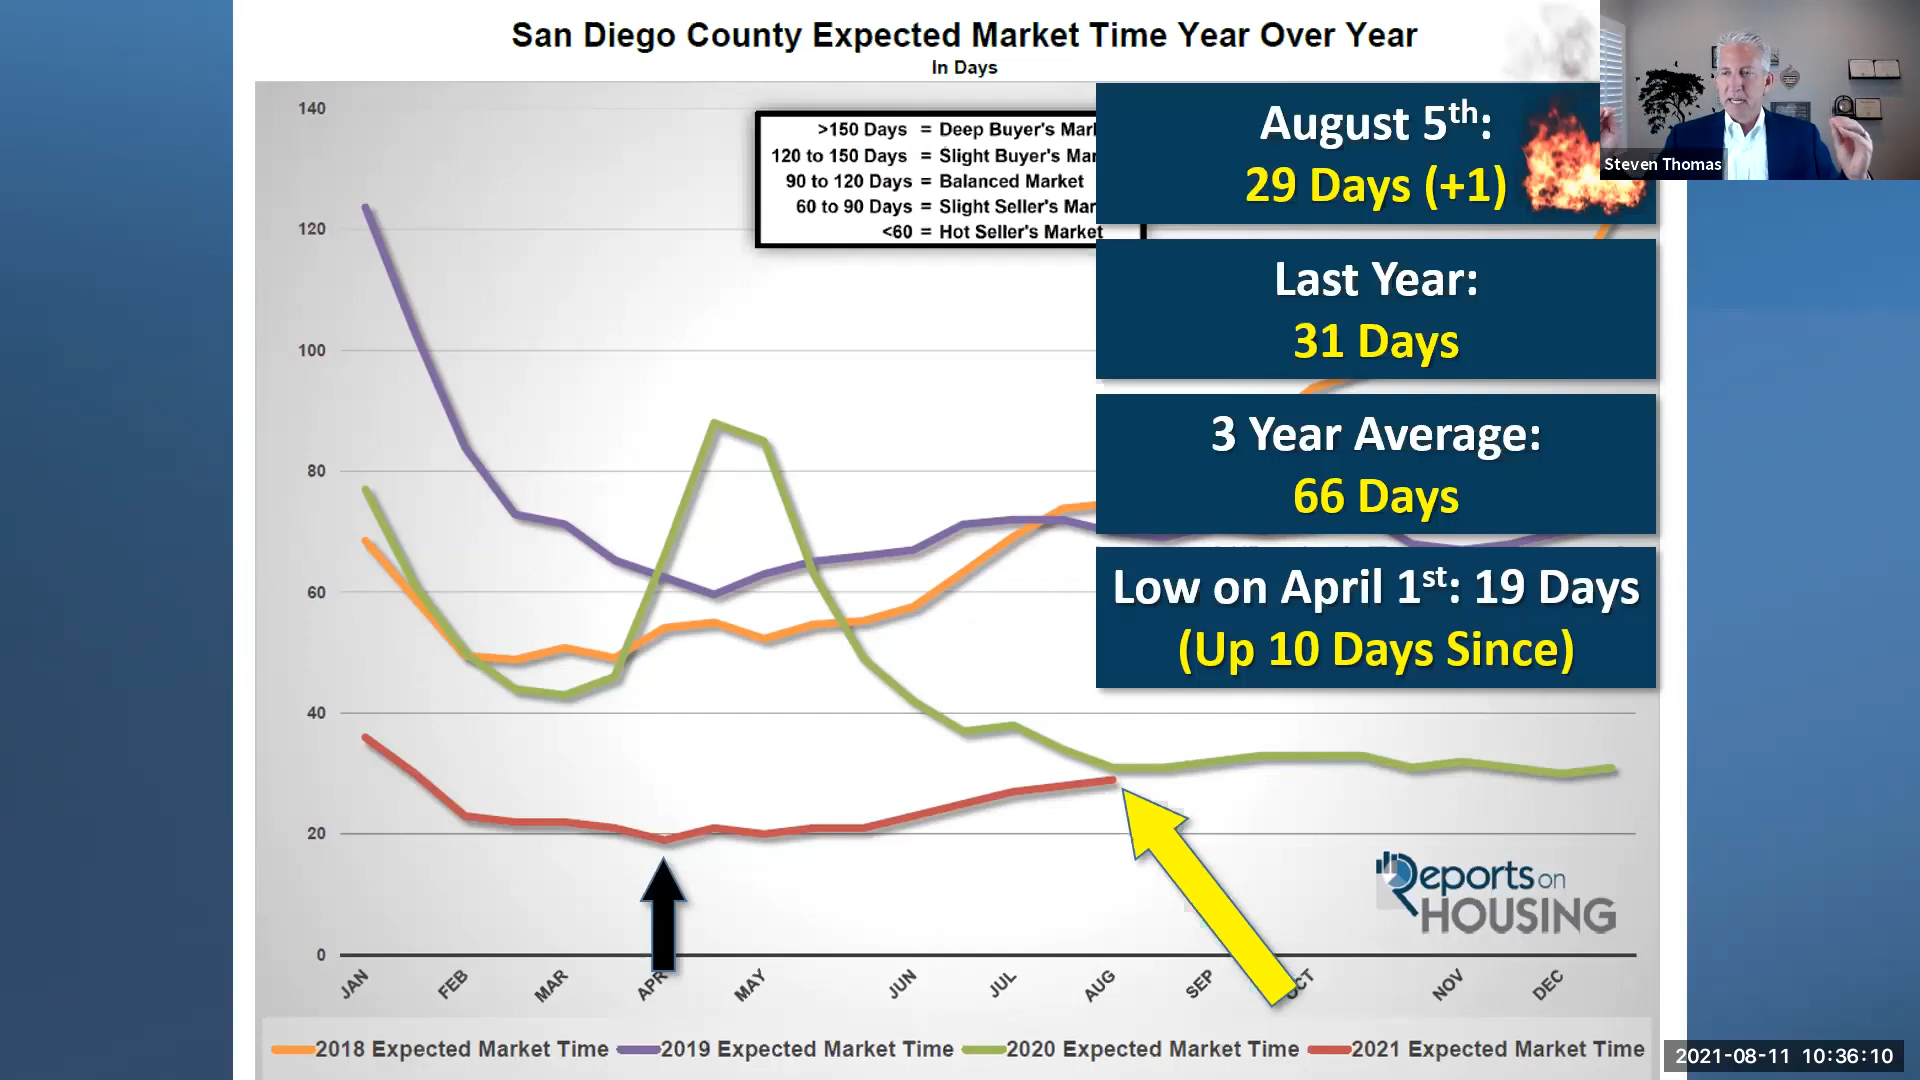 San Diego County Expected Market Time Year Over Year
In Days
140
120
100
80
60
40
20
0
>150 Days = Deep Buyer's Mar
120 to 150 Days = Slight Buyer's Mar
90 to 120 Days = Balanced Market
60 to 90 Days = Slight Seller's Mar
<60 = Hot Seller's Market
August 5th:
29 Days (+1)
Last Year:
31 Days
3 Year Average:
66 Days
Low on April 1st: 19 Days
(Up 10 Days Since)
Steven Thomas
Reports on
HOUSING
JAN
FEB
MAR
APR
MAY
JUN
JUL
AUG
SEP
OCT
NOV
DEC
2018 Expected Market Time
2019 Expected Market Time
2020 Expected Market Time
2021 Expected Market Time
2021-08-11 10:36:10